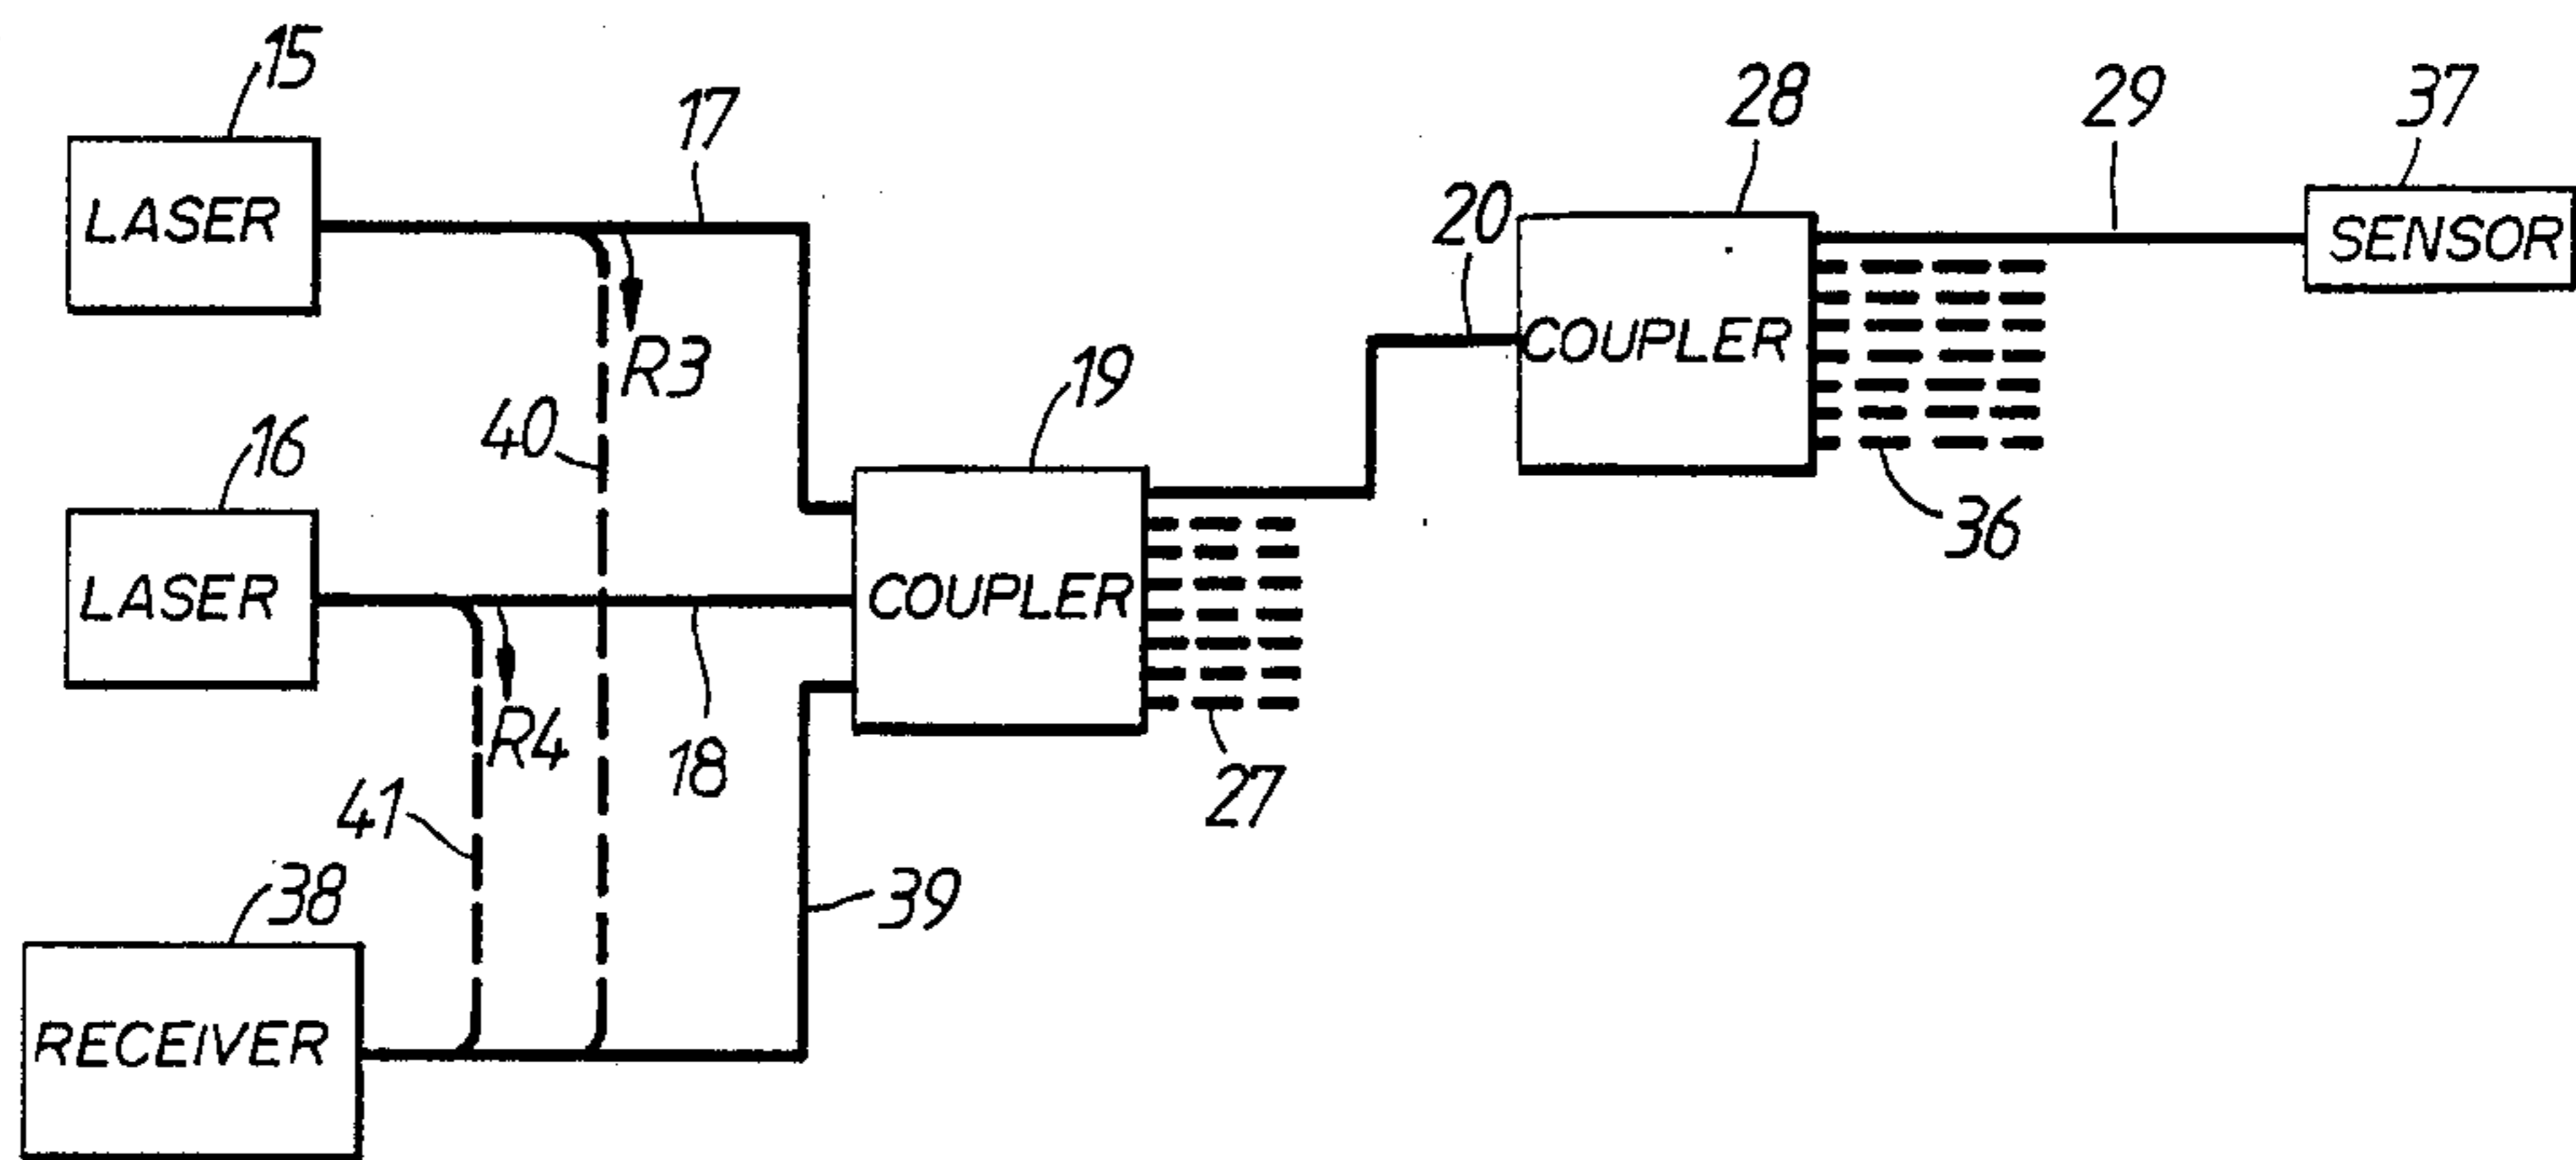 15
LASER
17
R3
40
16
LASER
R4
18
41
38
RECEIVER
39
19
COUPLER
27
20
28
COUPLER
29
36
37
SENSOR